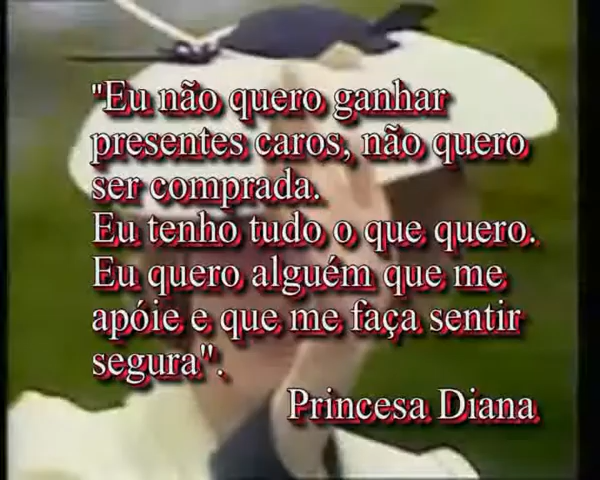 "Eu não quero ganhar
presentes caros, não quero
ser comprada.
Eu tenho tudo o que quero.
Eu quero alguém que me
apóie e que me faça sentir
segura".
Princesa Diana